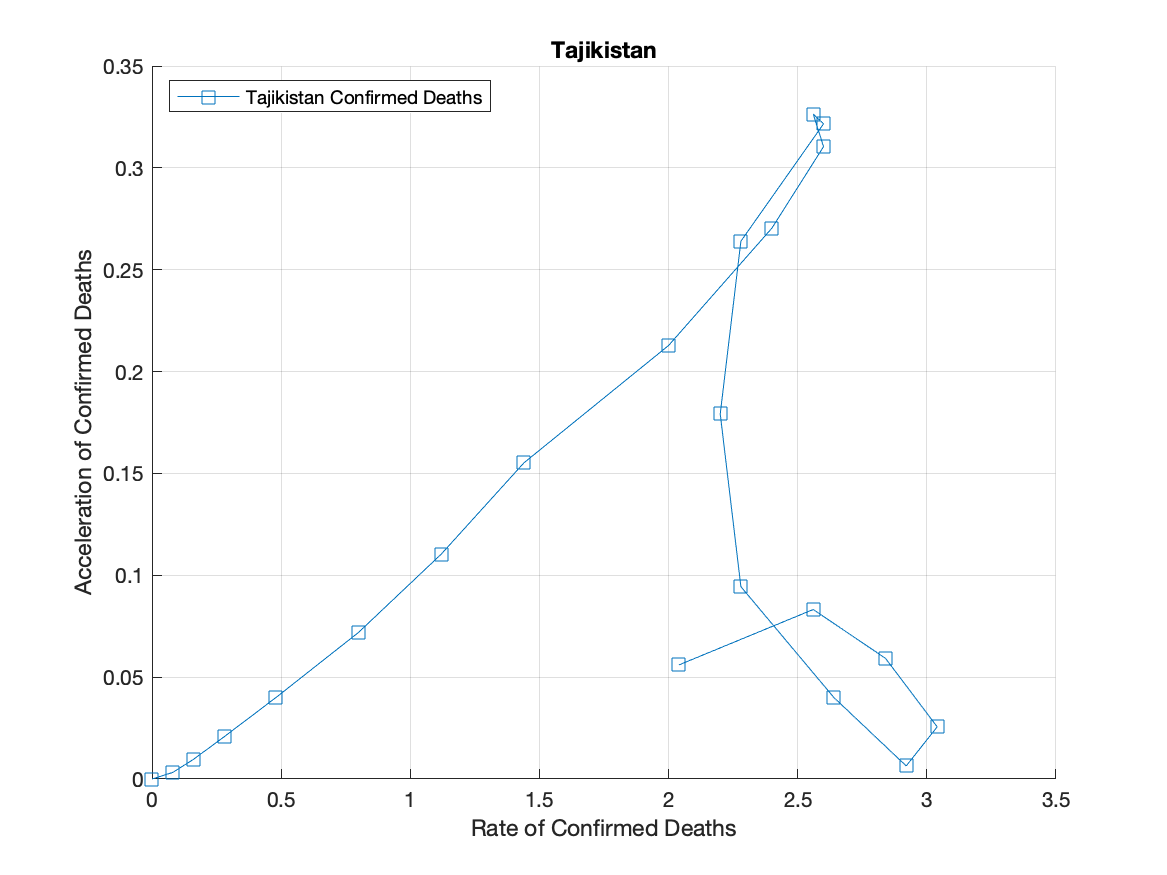 Tajikistan
0.35
Tajikistan Confirmed Deaths
0.3
0.25
0.2
0.15
0.1
0.05
0
Acceleration of Confirmed Deaths
0 0.5 1 1.5 2 2.5 3 3.5
Rate of Confirmed Deaths